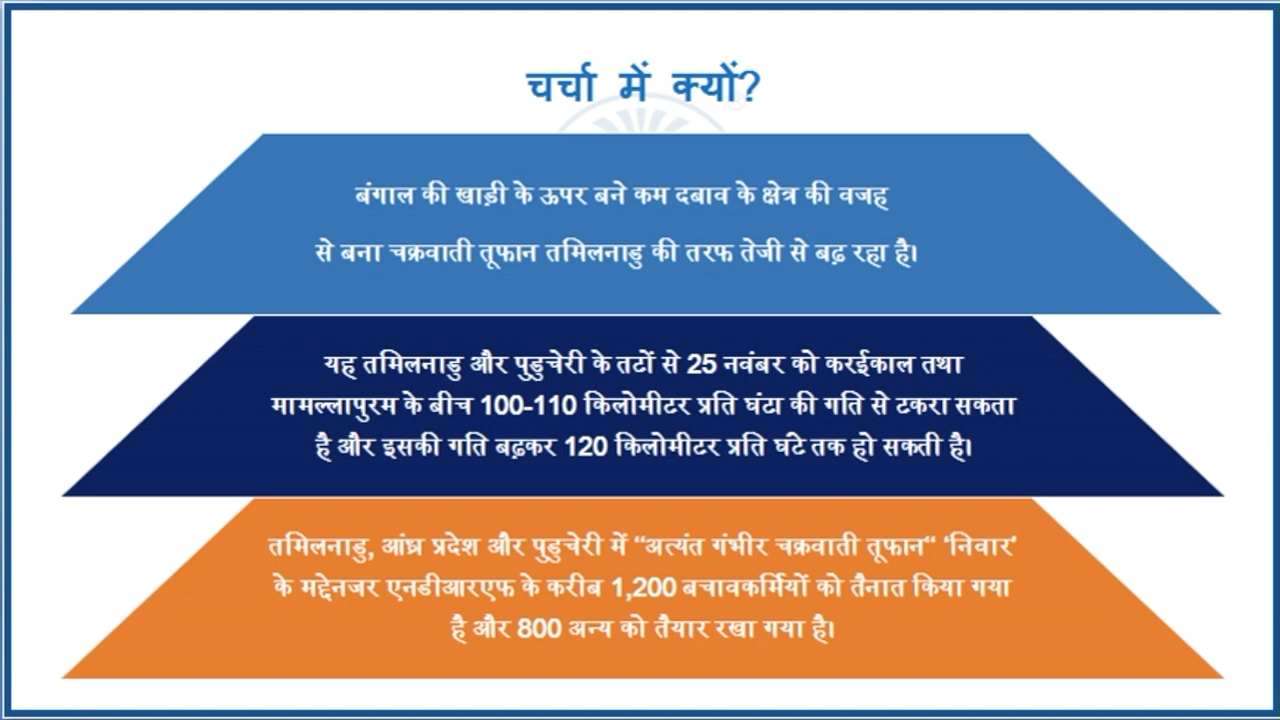 चर्चा में क्यों?
बंगाल की खाड़ी के ऊपर बने कम दबाव के क्षेत्र की वजह
से बना चक्रवाती तूफान तमिलनाडु की तरफ तेजी से बढ़ रहा है।
यह तमिलनाडु और पुडुचेरी के तटों से 25 नवंबर को करईकाल तथा
मामल्लापुरम के बीच 100-110 किलोमीटर प्रति घंटा की गति से टकरा सकता
है और इसकी गति बढ़कर 120 किलोमीटर प्रति घंटे तक हो सकती है।
तमिलनाडु, आंध्र प्रदेश और पुडुचेरी में “अत्यंत गंभीर चक्रवाती तूफान“ ‘निवार’
के मद्देनजर एनडीआरएफ के करीब 1,200 बचावकर्मियों को तैनात किया गया
है और 800 अन्य को तैयार रखा गया है।